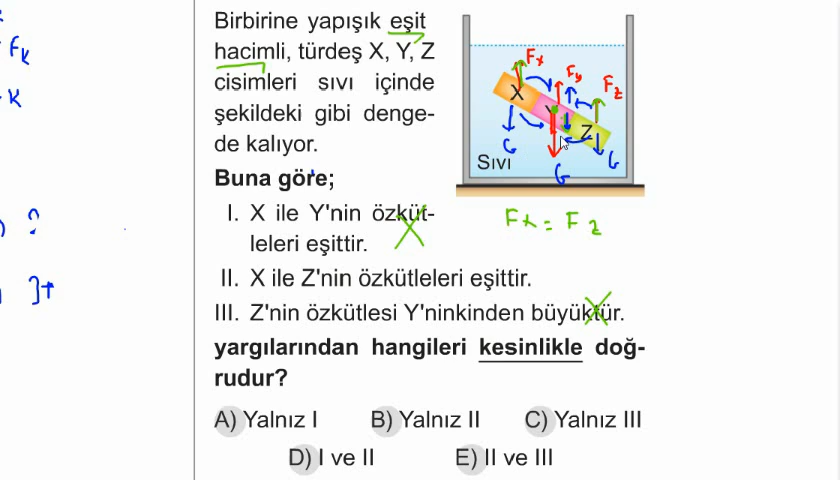 Birbirine yapışık eşit
hacimli, türdeş X, Y, Z
cisimleri sıvı içinde
şekildeki gibi denge-
de kalıyor.
Buna göre;
I. X ile Y'nin özküt-
leleri eşittir.
II. X ile Z'nin özkütleleri eşittir.
III. Z'nin özkütlesi Y'ninkinden büyüktür.
yargılarından hangileri kesinlikle doğ-
rudur?
A) Yalnız I B) Yalnız II C) Yalnız III
D) I ve II E) II ve III
Fx
Fy
Fz
X
Y
Z
G
G
G
Sıvı
Fx = Fz
FK
K
?